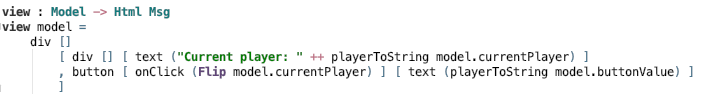 view : Model -> Html Msg
view model =
    div []
        [ div [] [ text ("Current player: " ++ playerToString model.currentPlayer) ]
        , button [ onClick (Flip model.currentPlayer) ] [ text (playerToString model.buttonValue) ]
        ]